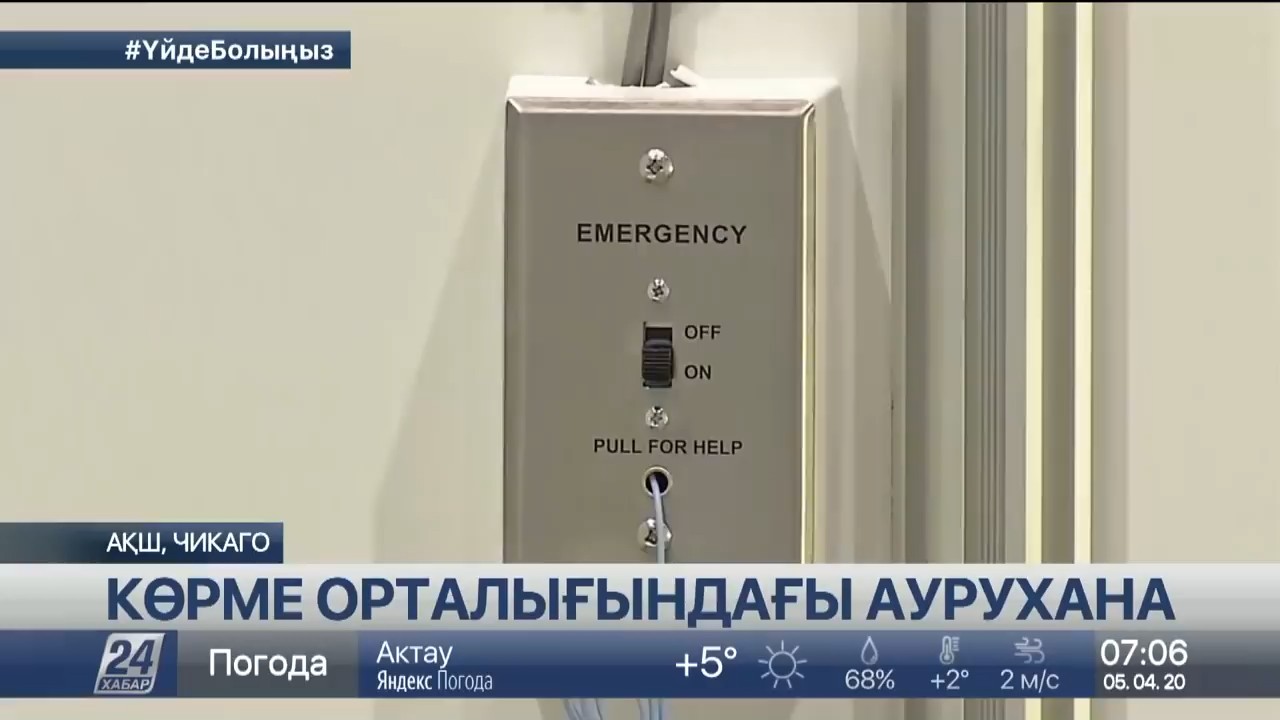 #ҮйдеБолыңыз
EMERGENCY
OFF
ON
PULL FOR HELP
АҚШ, ЧИКАГО
КӨРМЕ ОРТАЛЫҒЫНДАҒЫ АУРУХАНА
24
ХАБАР
Погода
Актау
Яндекс Погода
+5°
68%
+2°
2 м/с
07:06
05. 04. 20